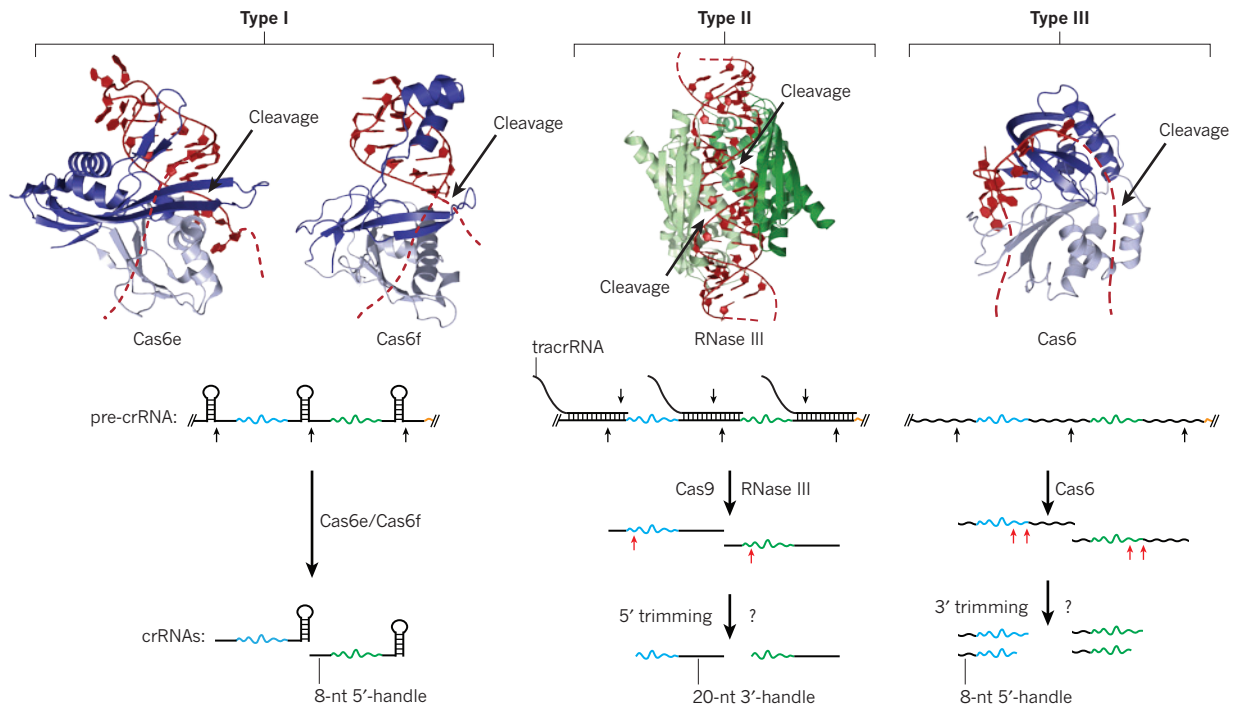 Type I
Type II
Type III
Cleavage
Cleavage
Cleavage
Cleavage
Cleavage
Cas6e
Cas6f
RNase III
Cas6
tracrRNA
pre-crRNA:
Cas6e/Cas6f
Cas9
RNase III
Cas6
5′ trimming
?
3′ trimming
?
crRNAs:
8-nt 5′-handle
20-nt 3′-handle
8-nt 5′-handle